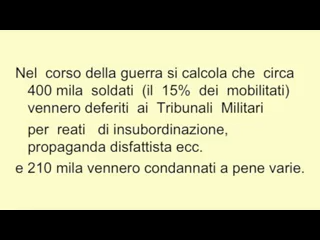 Nel corso della guerra si calcola che circa
400 mila soldati (il 15% dei mobilitati)
vennero deferiti ai Tribunali Militari
per reati di insubordinazione,
propaganda disfattista ecc.
e 210 mila vennero condannati a pene varie.